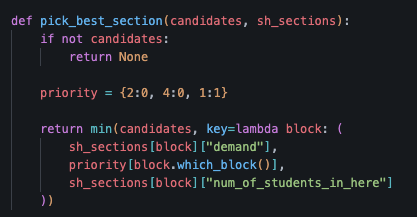 def pick_best_section(candidates, sh_sections):
    if not candidates:
        return None
    priority = {2:0, 4:0, 1:1}
    return min(candidates, key=lambda block: (
        sh_sections[block]["demand"],
        priority[block.which_block()],
        sh_sections[block]["num_of_students_in_here"]
    ))